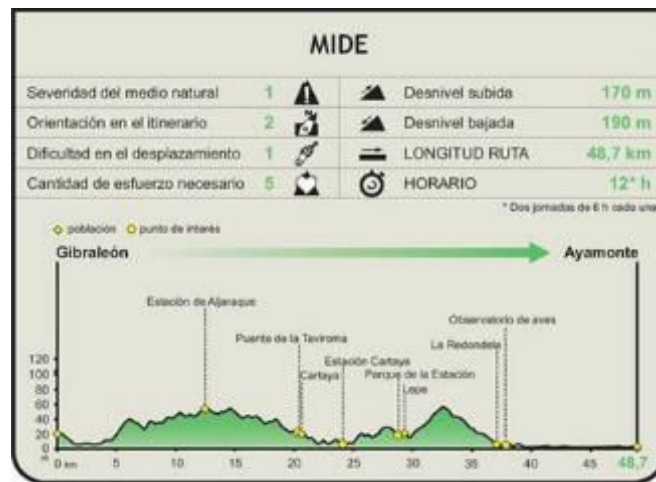 MIDE
Severidad del medio natural 1
Desnivel subida 170 m
Orientación en el itinerario 2
Desnivel bajada 190 m
Dificultad en el desplazamiento 1
LONGITUD RUTA 48,7 km
Cantidad de esfuerzo necesario 5
HORARIO 12* h
* Dos jornadas de 6 h cada una
población punto de interés
Gibraleón Ayamonte
Estación de Aljaraque
Observatorio de aves
Puente de la Tavirona
La Redondela
Estación Cartaya
Cartaya
Parque de la Estación
Lepe
120
100
80
60
40
20
0
m
0 km 5 10 15 20 25 30 35 40 45 48,7